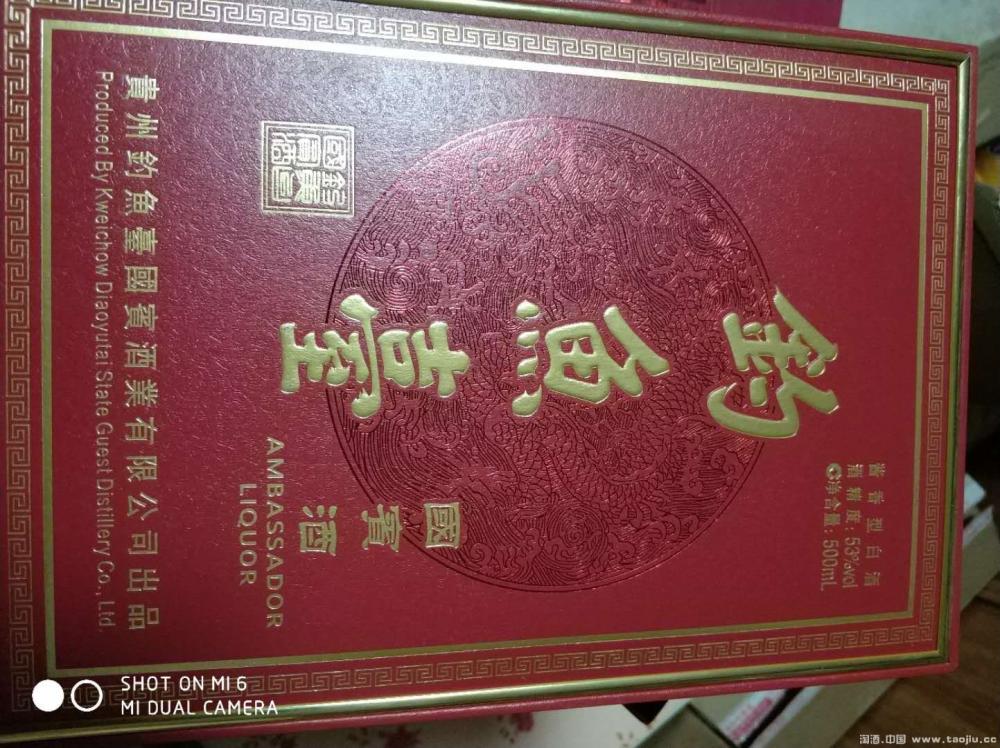 酱香型白酒
酒精度:53%vol
净含量:500mL
釣魚臺
國賓酒
AMBASSADOR
LIQUOR
貴州釣魚臺國賓酒業有限公司出品
Produced By Kweichow Diaoyutai State Guest Distillery Co., Ltd.
SHOT ON MI 6
MI DUAL CAMERA
淘酒.中国 www.taojiu.cc